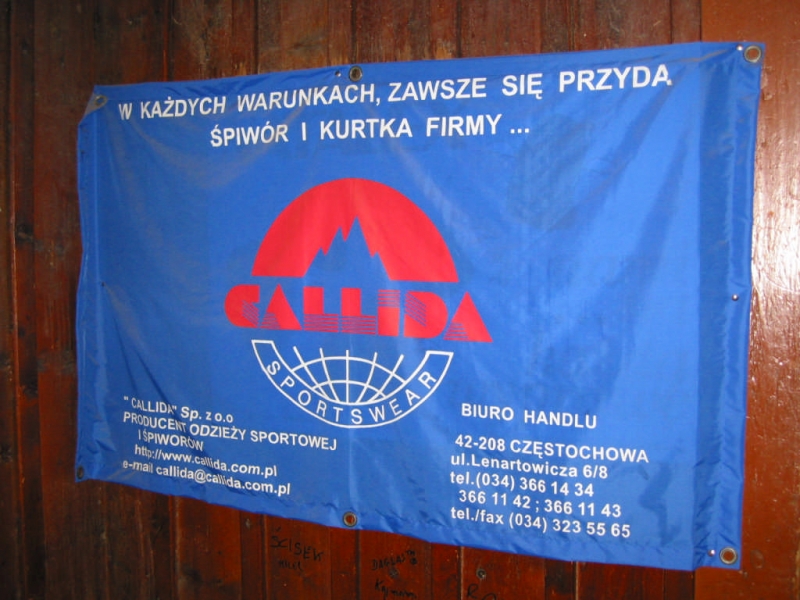 W KAŻDYCH WARUNKACH, ZAWSZE SIĘ PRZYDA
ŚPIWÓR I KURTKA FIRMY ...
CALLIDA
SPORTSWEAR
"CALLIDA" Sp. z o.o
PRODUCENT ODZIEŻY SPORTOWEJ
I ŚPIWORÓW
http://www.callida.com.pl
e-mail callida@callida.com.pl
BIURO HANDLU
42-208 CZĘSTOCHOWA
ul.Lenartowicza 6/8
tel.(034) 366 14 34
366 11 42 ; 366 11 43
tel./fax (034) 323 55 65